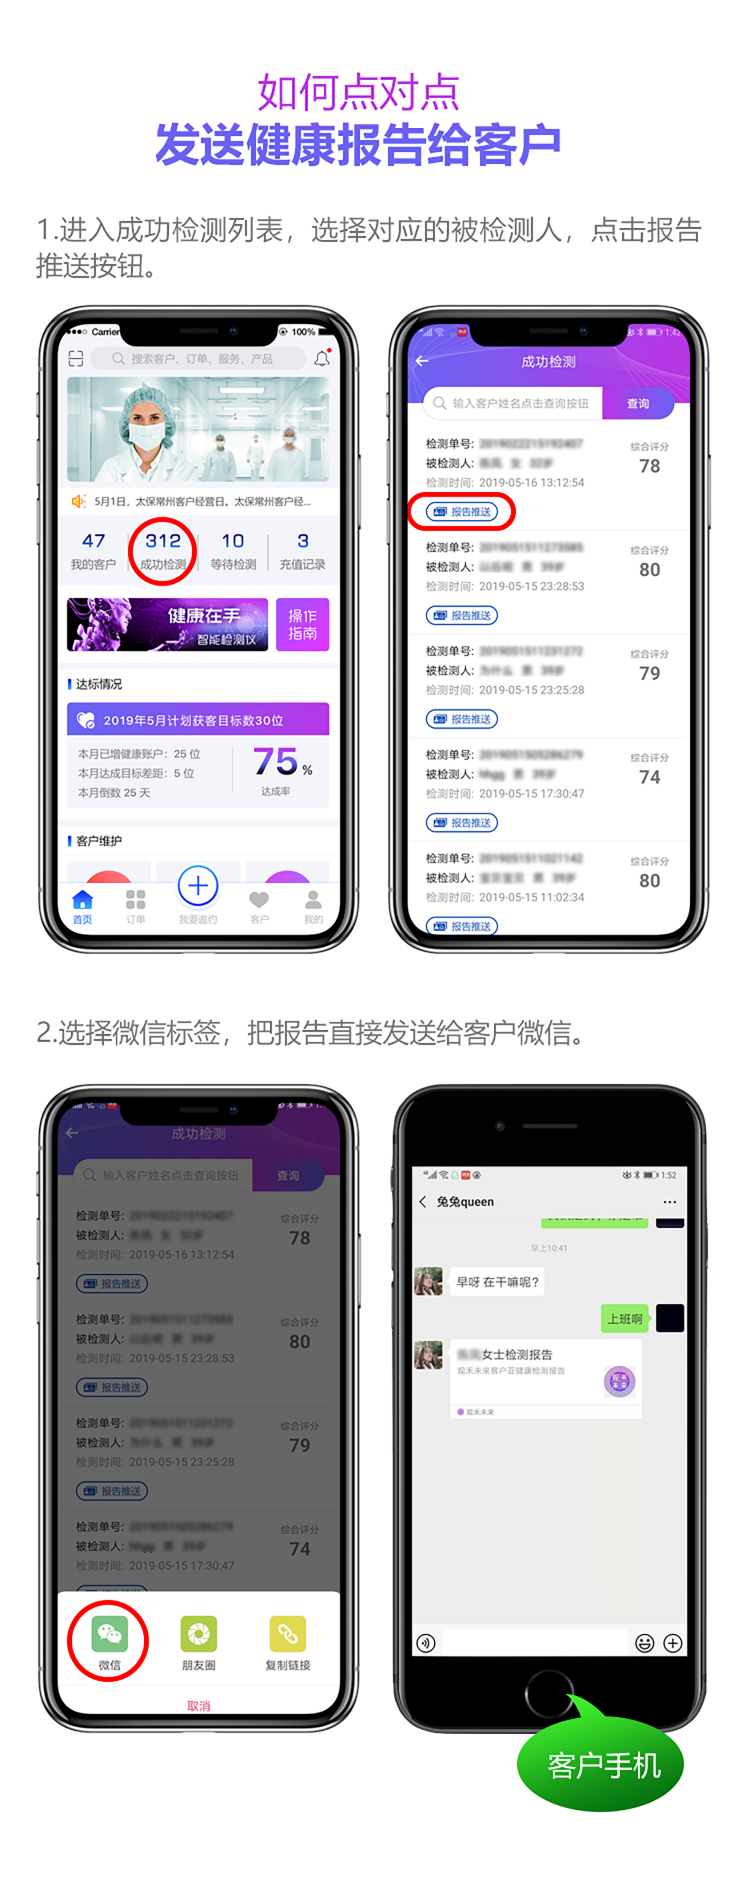 如何点对点
发送健康报告给客户
1.进入成功检测列表，选择对应的被检测人，点击报告
推送按钮。
Carrier 100%
搜索客户、订单、服务、产品
5月1日，太保常州客户经营日。太保常州客户经...
47 312 10 3
我的客户 成功检测 等待检测 充值记录
健康在手
智能检测仪
操作
指南
达标情况
2019年5月计划获客目标数30位
本月已增健康账户：25 位
本月达成目标差距：5 位
本月倒数 25 天
75%
达成率
客户维护
首页 订单 我要邀约 客户 我的
1:42
成功检测
输入客户姓名点击查询按钮 查询
检测单号:
被检测人:
检测时间: 2019-05-16 13:12:54
综合评分
78
报告推送
检测单号:
被检测人:
检测时间: 2019-05-15 23:28:53
综合评分
80
报告推送
检测单号:
被检测人:
检测时间: 2019-05-15 23:25:28
综合评分
79
报告推送
检测单号:
被检测人:
检测时间: 2019-05-15 17:30:47
综合评分
74
报告推送
检测单号:
被检测人:
检测时间: 2019-05-15 11:02:34
综合评分
80
报告推送
2.选择微信标签，把报告直接发送给客户微信。
成功检测
输入客户姓名点击查询按钮 查询
检测单号:
被检测人:
检测时间: 2019-05-16 13:12:54
综合评分
78
报告推送
检测单号:
被检测人:
检测时间: 2019-05-15 23:28:53
综合评分
80
报告推送
检测单号:
被检测人:
检测时间: 2019-05-15 23:25:28
综合评分
79
报告推送
检测单号:
被检测人:
检测时间: 2019-05-15 17:30:47
综合评分
74
微信 朋友圈 复制链接
取消
1:52
兔兔queen
早上10:41
早呀 在干嘛呢?
上班啊
女士检测报告
观禾未来客户亚健康检测报告
观禾
未来
观禾未来
客户手机